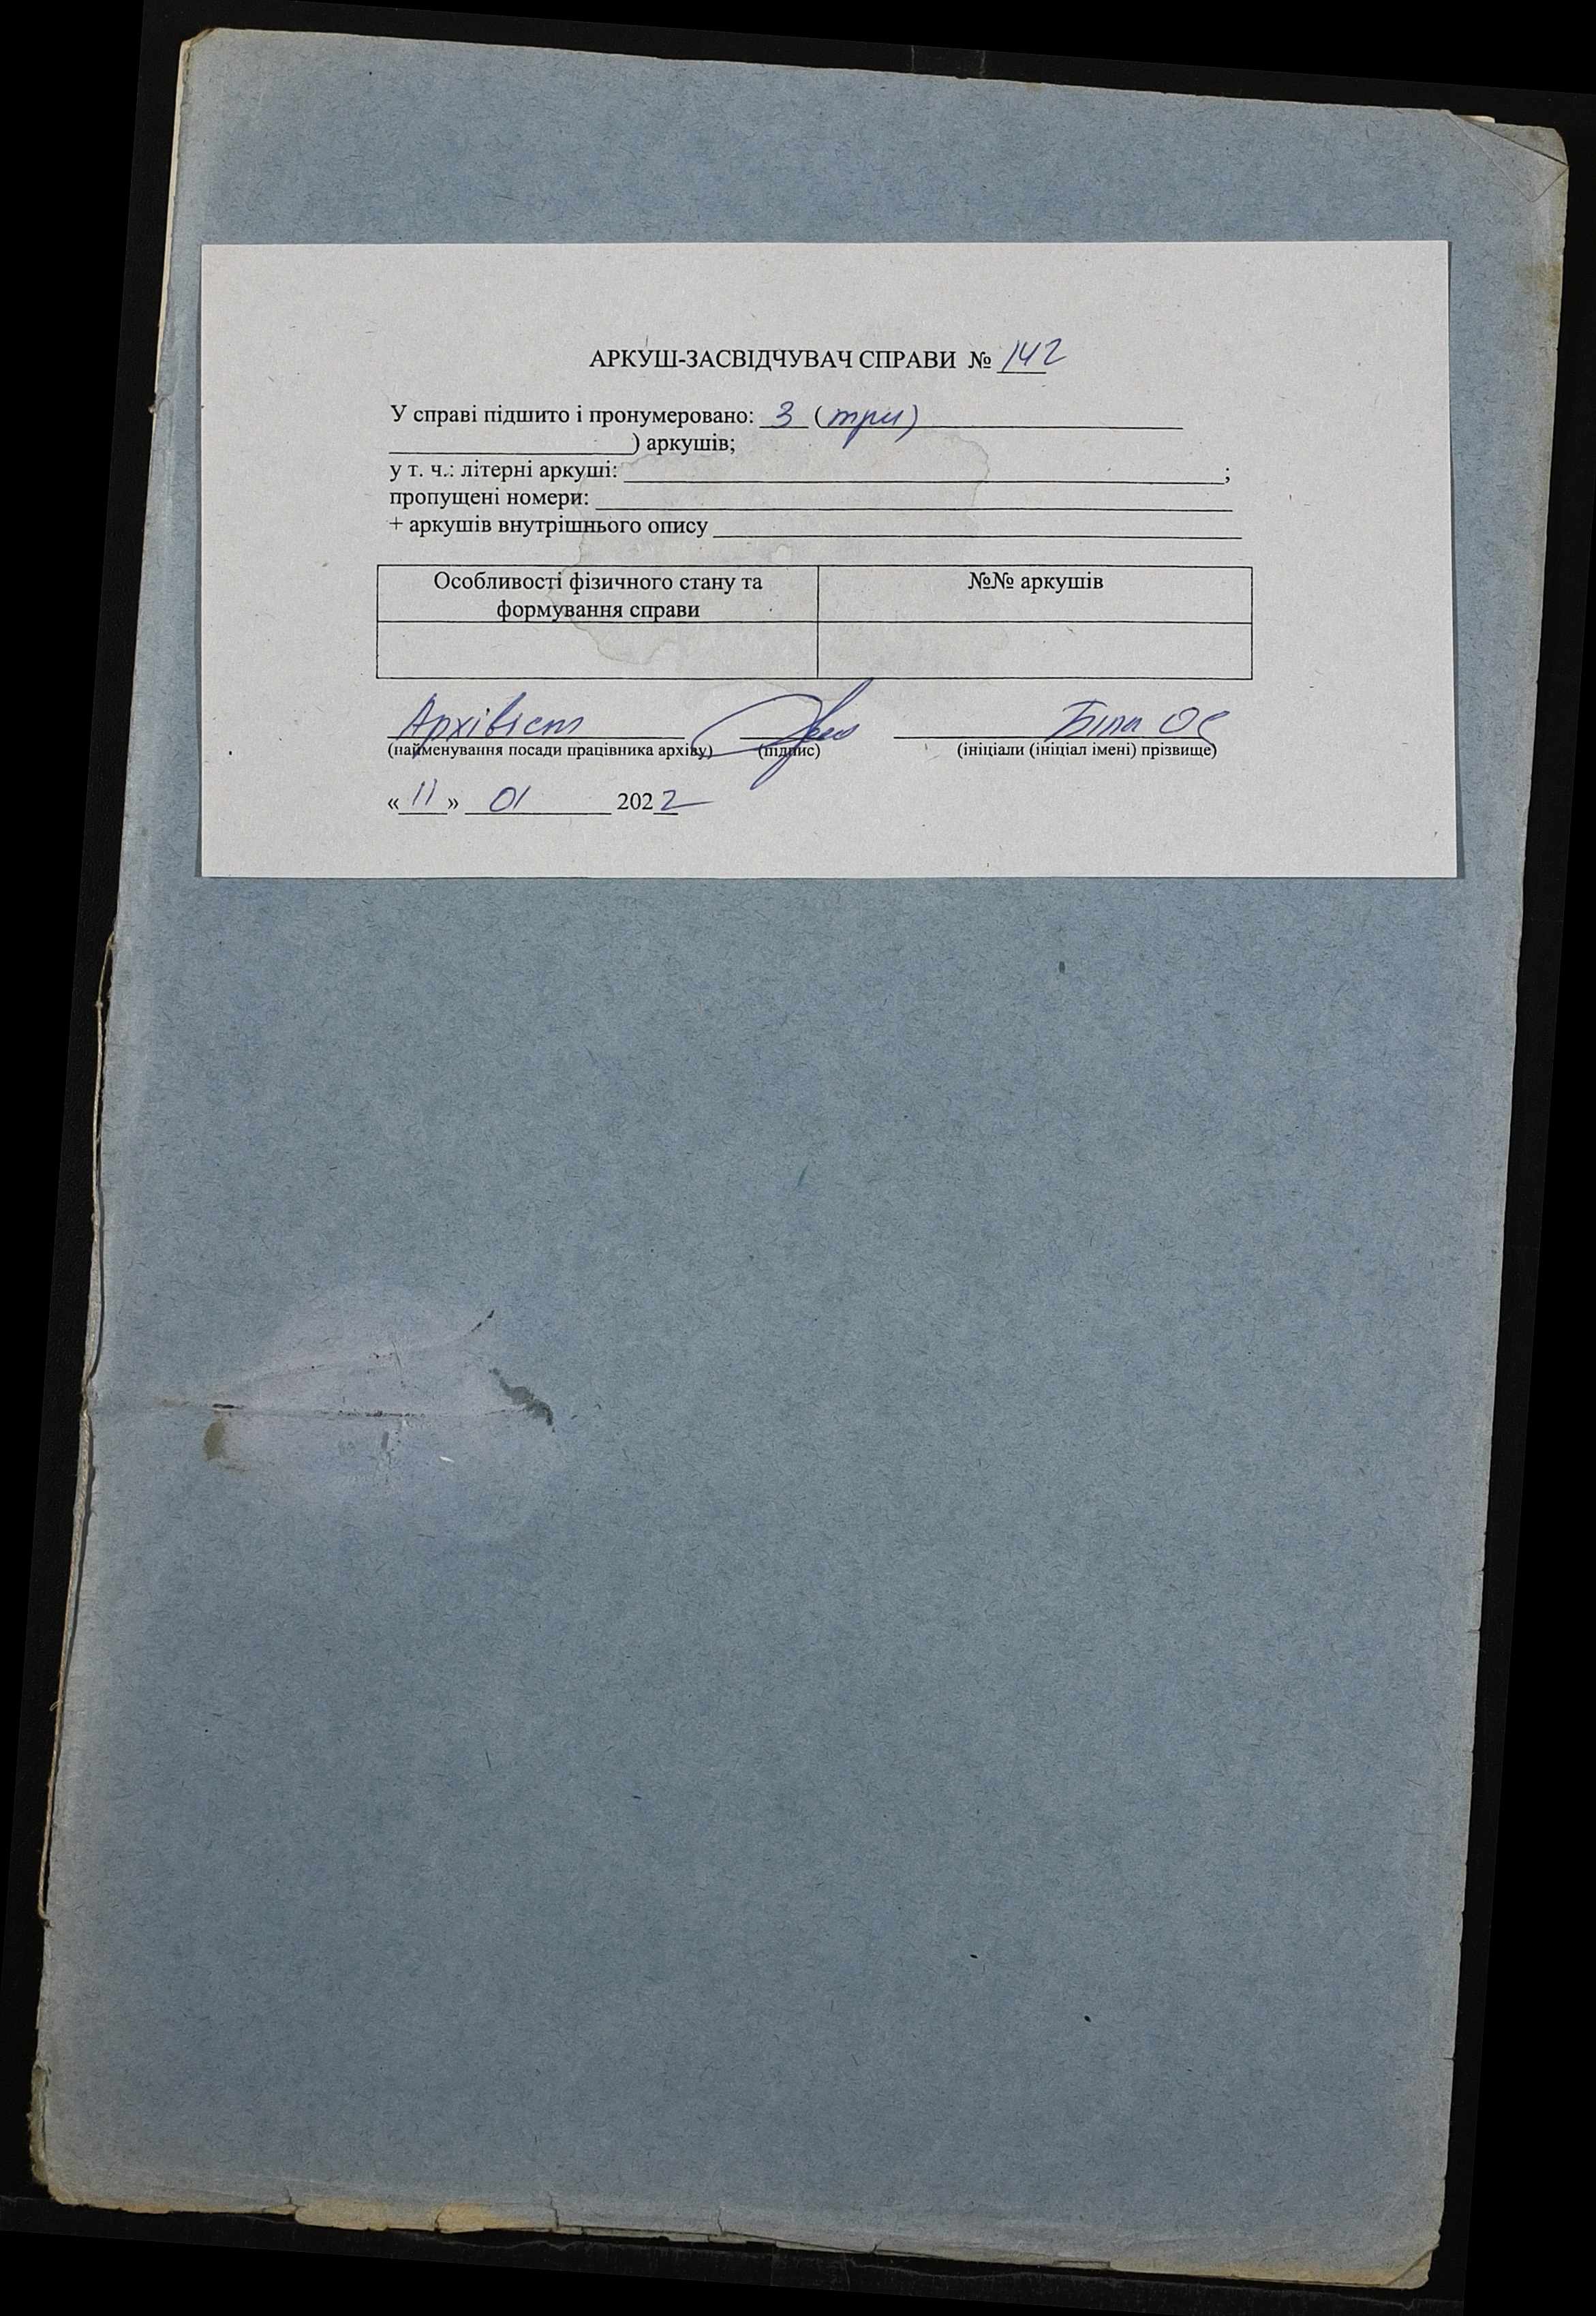 АРКУШ-ЗАСВІДЧУВАЧ СПРАВИ № 142
У справі підшито і пронумеровано: 3 (три)
) аркушів;
у т. ч.: літерні аркуші: ;
пропущені номери:
+ аркушів внутрішнього опису
Особливості фізичного стану та формування справи
№№ аркушів
Архівіст Біла ОС
(найменування посади працівника архіву) (підпис) (ініціали (ініціал імені) прізвище)
« 11 » 01 2022